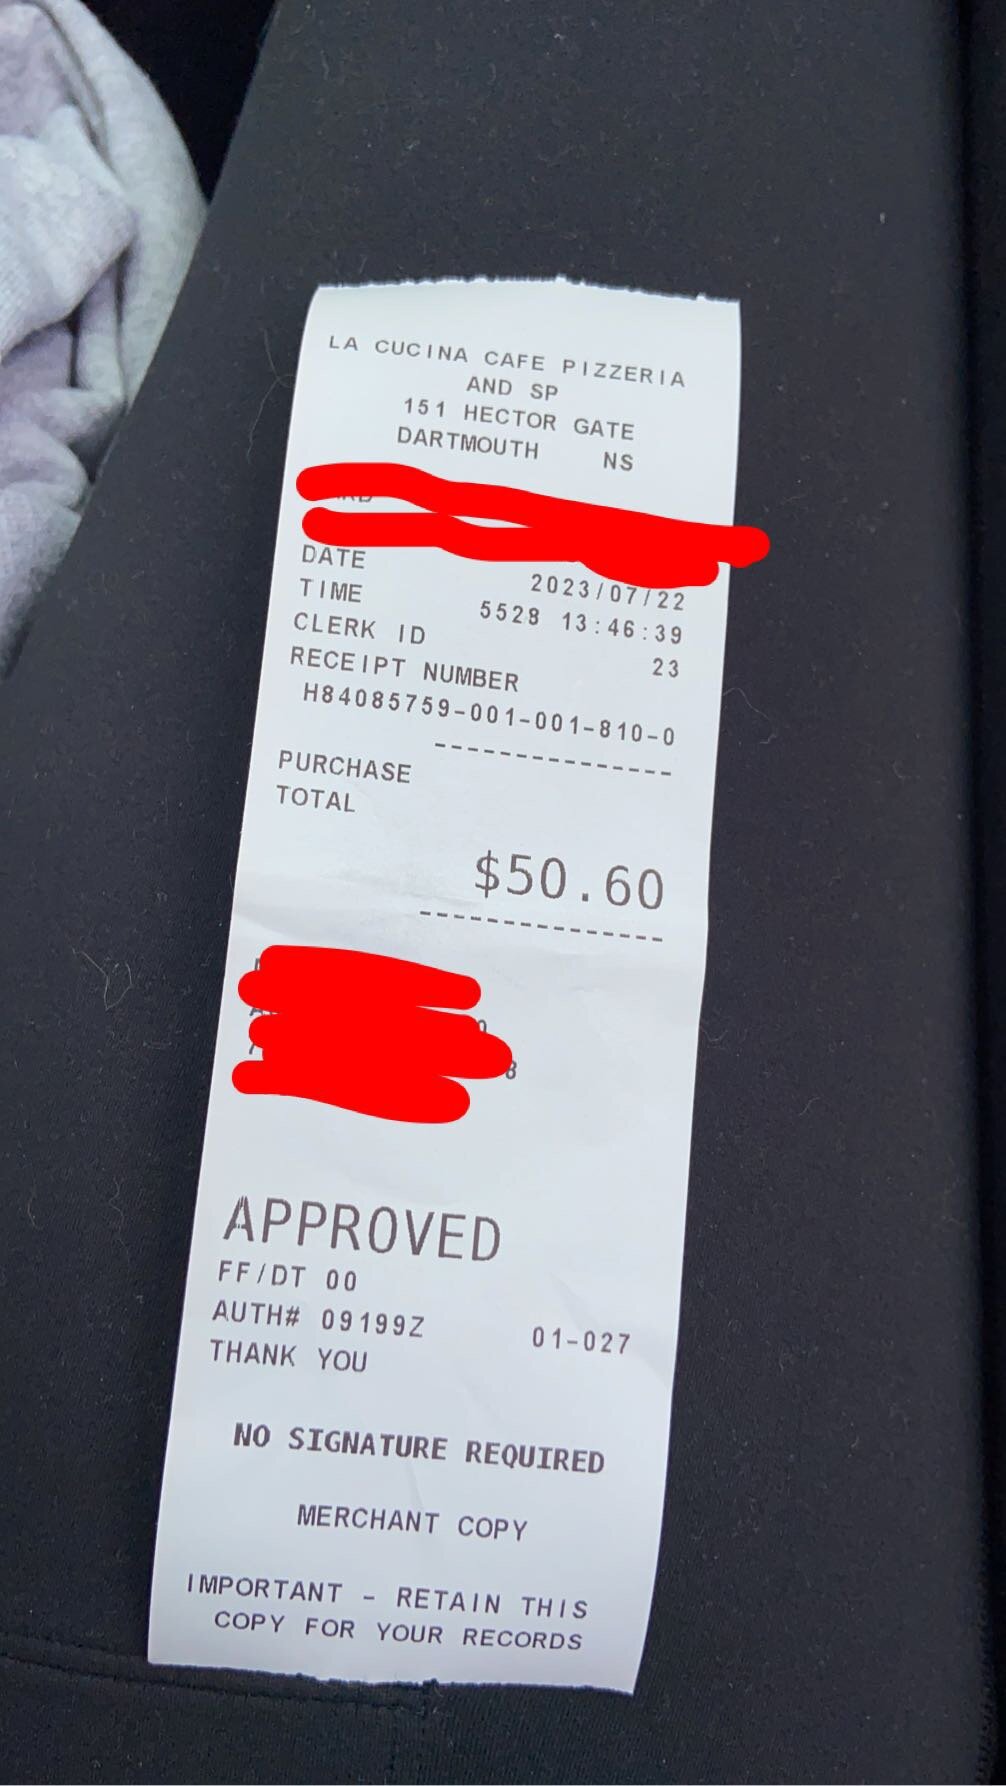 LA CUCINA CAFE PIZZERIA
AND SP
151 HECTOR GATE
DARTMOUTH NS
DATE 2023/07/22
TIME 5528 13:46:39
CLERK ID 23
RECEIPT NUMBER
H84085759-001-001-810-0
---------------
PURCHASE
TOTAL
$50.60
---------------
APPROVED
FF/DT 00
AUTH# 09199Z 01-027
THANK YOU
NO SIGNATURE REQUIRED
MERCHANT COPY
IMPORTANT - RETAIN THIS
COPY FOR YOUR RECORDS